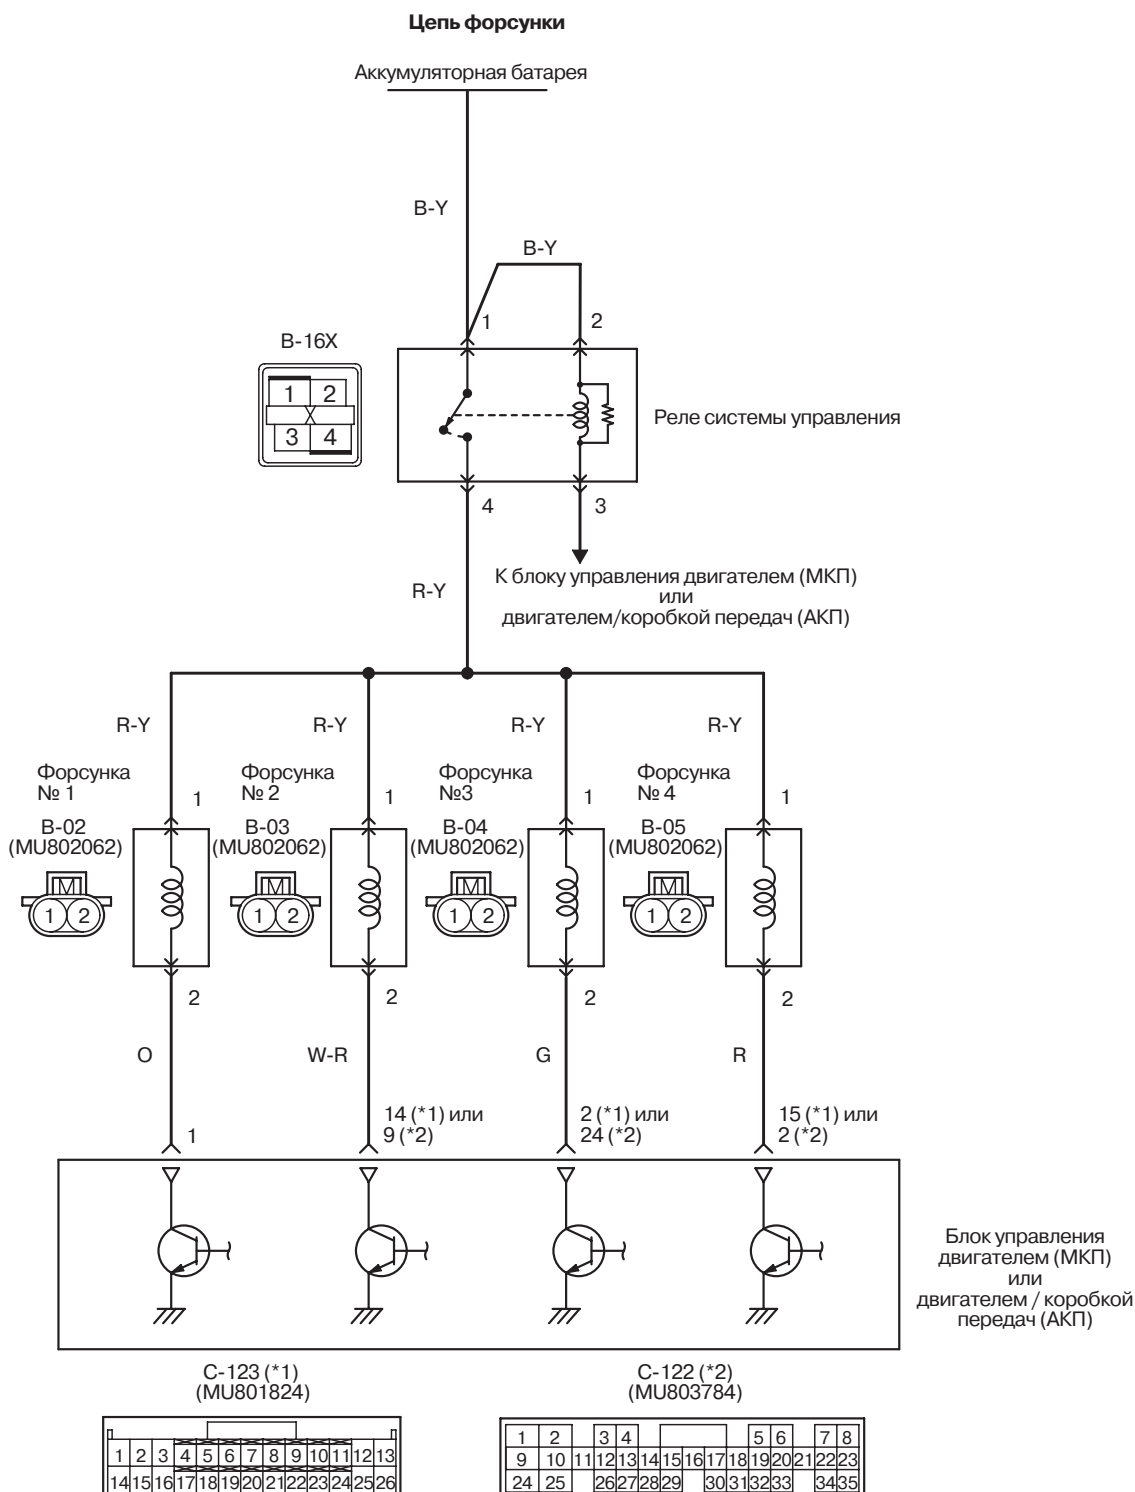 Цепь форсунки
Аккумуляторная батарея
B-Y
B-Y
1
2
B-16X
1 2
3 4
Реле системы управления
4
3
К блоку управления двигателем (МКП)
или
двигателем/коробкой передач (АКП)
R-Y
R-Y R-Y R-Y R-Y
Форсунка
№ 1
1
B-02
(MU802062)
1 2
2
Форсунка
№ 2
1
B-03
(MU802062)
1 2
2
Форсунка
№3
1
B-04
(MU802062)
1 2
2
Форсунка
№ 4
1
B-05
(MU802062)
1 2
2
O W-R G R
1
14 (*1) или
9 (*2)
2 (*1) или
24 (*2)
15 (*1) или
2 (*2)
Блок управления
двигателем (МКП)
или
двигателем / коробкой
передач (АКП)
C-123 (*1)
(MU801824)
1 2 3 4 5 6 7 8 9 10 11 12 13
14 15 16 17 18 19 20 21 22 23 24 25 26
C-122 (*2)
(MU803784)
1 2 3 4 5 6 7 8
9 10 11 12 13 14 15 16 17 18 19 20 21 22 23
24 25 26 27 28 29 30 31 32 33 34 35